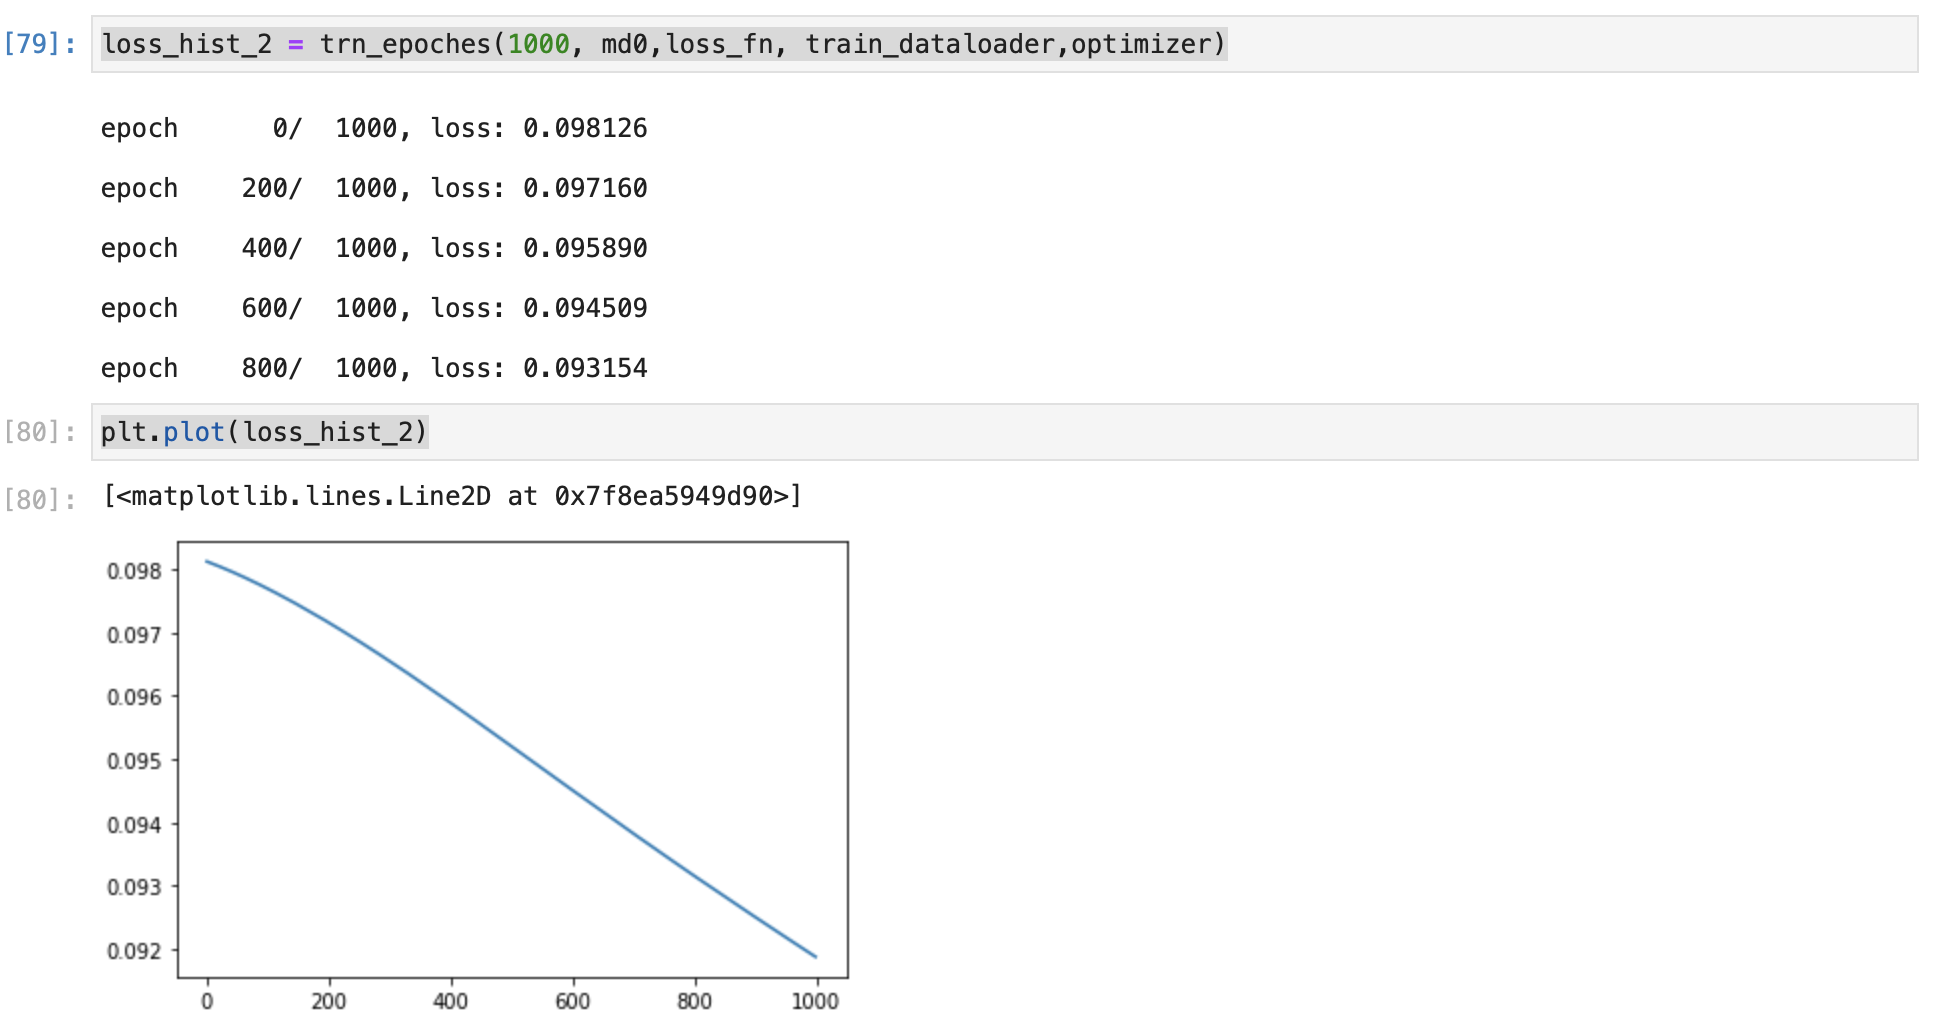 [79]: loss_hist_2 = trn_epoches(1000, md0,loss_fn, train_dataloader,optimizer)
epoch      0/  1000, loss: 0.098126
epoch    200/  1000, loss: 0.097160
epoch    400/  1000, loss: 0.095890
epoch    600/  1000, loss: 0.094509
epoch    800/  1000, loss: 0.093154
[80]: plt.plot(loss_hist_2)
[80]: [<matplotlib.lines.Line2D at 0x7f8ea5949d90>]
0.098
0.097
0.096
0.095
0.094
0.093
0.092
0 200 400 600 800 1000